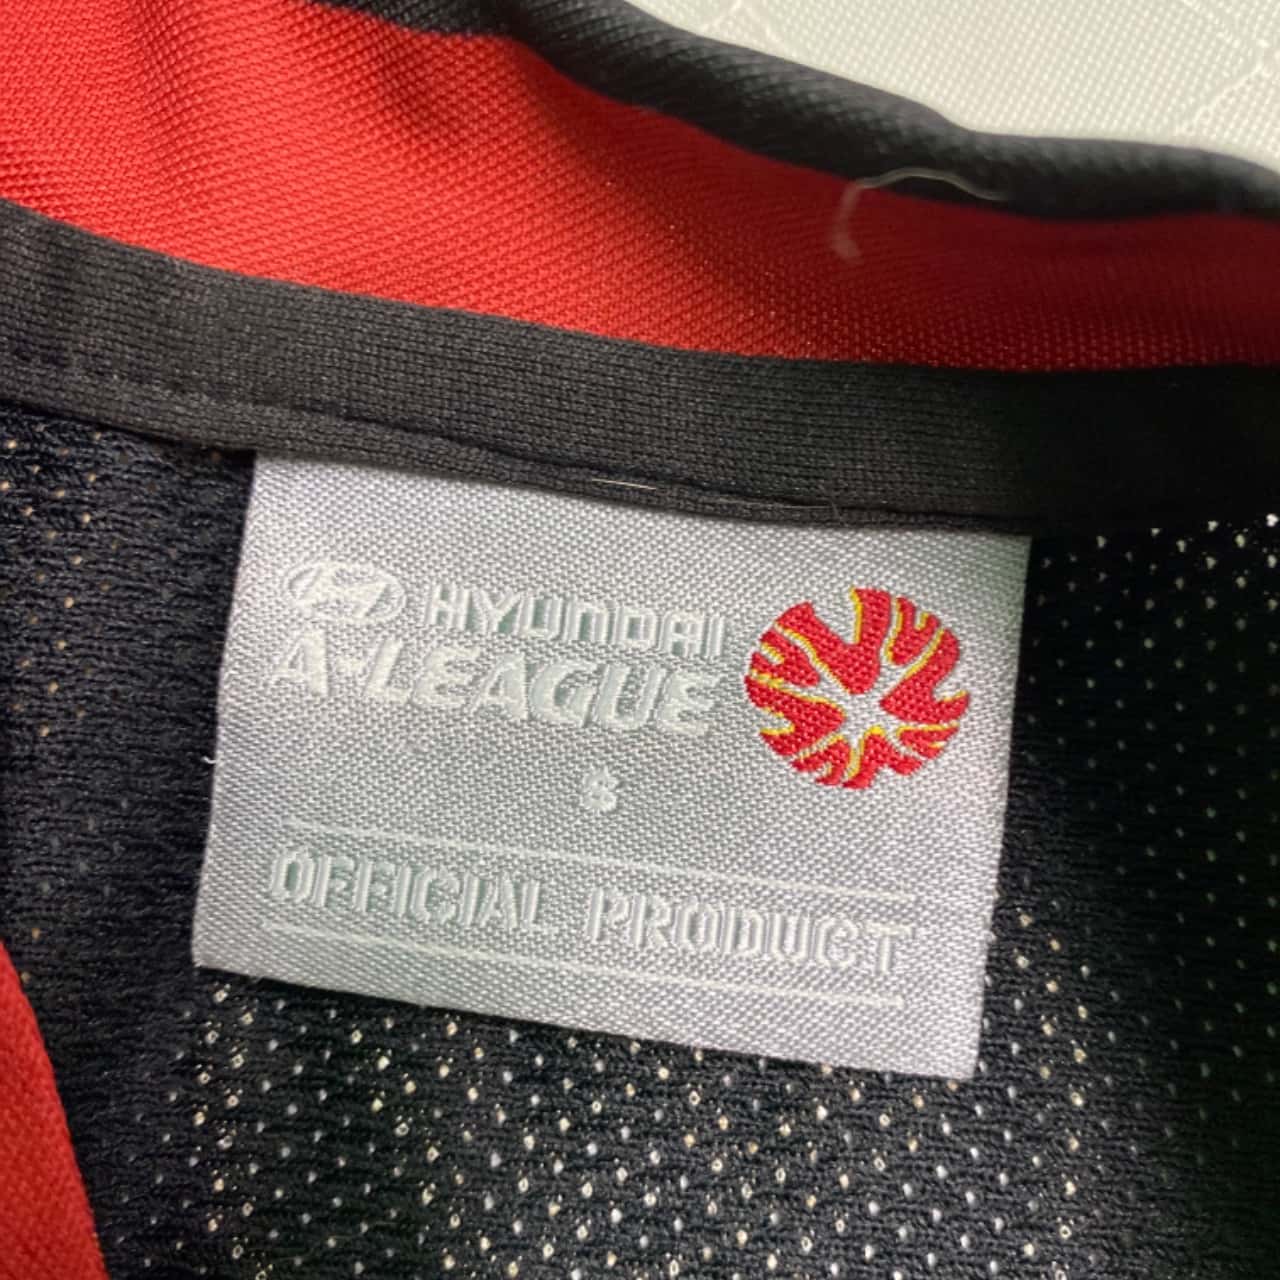 HYUNDAI
A-LEAGUE
S
OFFICIAL PRODUCT